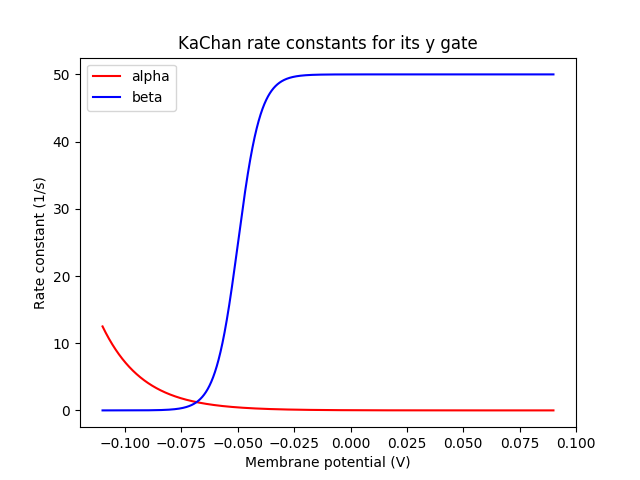 KaChan rate constants for its y gate
alpha
beta
Rate constant (1/s)
50
40
30
20
10
0
−0.100 −0.075 −0.050 −0.025 0.000 0.025 0.050 0.075 0.100
Membrane potential (V)